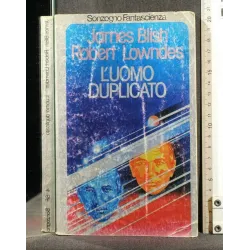 Sonzogno Fantascienza
James Blish
Robert Lowndes
L'UOMO
DUPLICATO